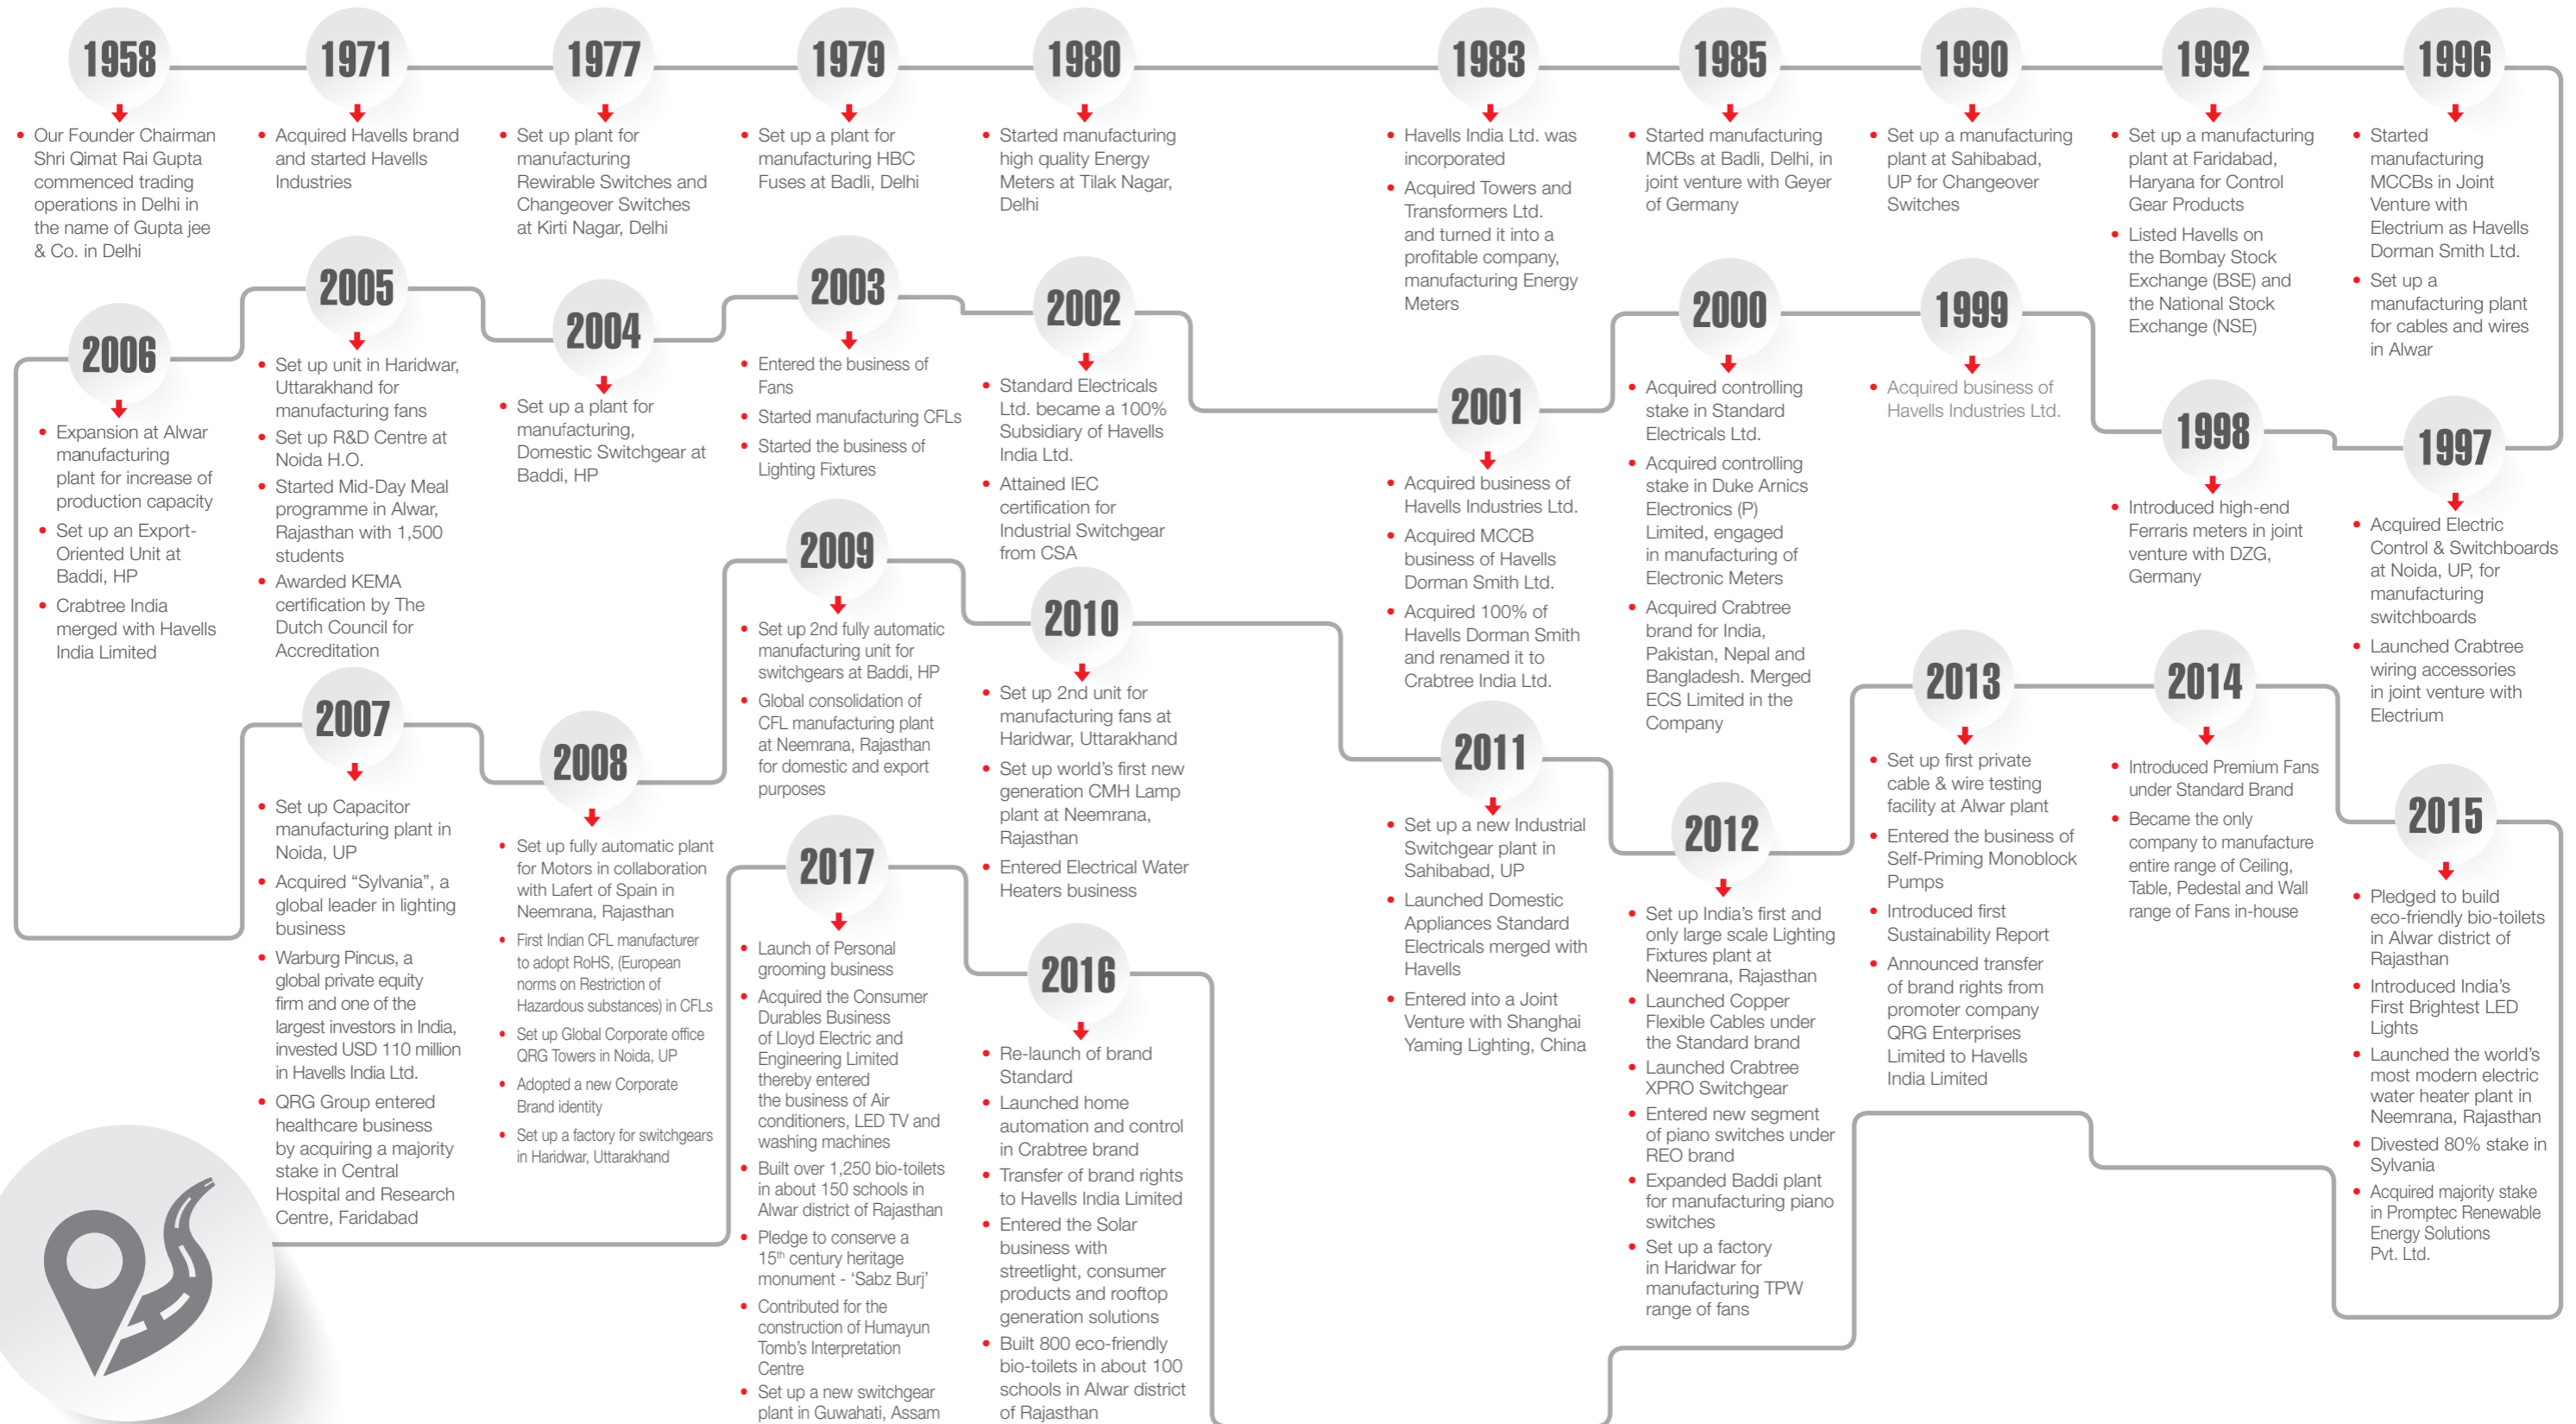 1958
Our Founder Chairman
Shri Qimat Rai Gupta
commenced trading
operations in Delhi in
the name of Gupta jee
& Co. in Delhi
1971
Acquired Havells brand
and started Havells
Industries
1977
Set up plant for
manufacturing
Rewirable Switches and
Changeover Switches
at Kirti Nagar, Delhi
1979
Set up a plant for
manufacturing HBC
Fuses at Badli, Delhi
1980
Started manufacturing
high quality Energy
Meters at Tilak Nagar,
Delhi
1983
Havells India Ltd. was
incorporated
Acquired Towers and
Transformers Ltd.
and turned it into a
profitable company,
manufacturing Energy
Meters
1985
Started manufacturing
MCBs at Badli, Delhi, in
joint venture with Geyer
of Germany
1990
Set up a manufacturing
plant at Sahibabad,
UP for Changeover
Switches
1992
Set up a manufacturing
plant at Faridabad,
Haryana for Control
Gear Products
Listed Havells on
the Bombay Stock
Exchange (BSE) and
the National Stock
Exchange (NSE)
1996
Started
manufacturing
MCCBs in Joint
Venture with
Electrium as Havells
Dorman Smith Ltd.
Set up a
manufacturing plant
for cables and wires
in Alwar
1997
Acquired Electric
Control & Switchboards
at Noida, UP, for
manufacturing
switchboards
Launched Crabtree
wiring accessories
in joint venture with
Electrium
1998
Introduced high-end
Ferraris meters in joint
venture with DZG,
Germany
1999
Acquired business of
Havells Industries Ltd.
2000
Acquired controlling
stake in Standard
Electricals Ltd.
Acquired controlling
stake in Duke Arnics
Electronics (P)
Limited, engaged
in manufacturing of
Electronic Meters
Acquired Crabtree
brand for India,
Pakistan, Nepal and
Bangladesh. Merged
ECS Limited in the
Company
2001
Acquired business of
Havells Industries Ltd.
Acquired MCCB
business of Havells
Dorman Smith Ltd.
Acquired 100% of
Havells Dorman Smith
and renamed it to
Crabtree India Ltd.
2002
Standard Electricals
Ltd. became a 100%
Subsidiary of Havells
India Ltd.
Attained IEC
certification for
Industrial Switchgear
from CSA
2003
Entered the business of
Fans
Started manufacturing CFLs
Started the business of
Lighting Fixtures
2004
Set up a plant for
manufacturing,
Domestic Switchgear at
Baddi, HP
2005
Set up unit in Haridwar,
Uttarakhand for
manufacturing fans
Set up R&D Centre at
Noida H.O.
Started Mid-Day Meal
programme in Alwar,
Rajasthan with 1,500
students
Awarded KEMA
certification by The
Dutch Council for
Accreditation
2006
Expansion at Alwar
manufacturing
plant for increase of
production capacity
Set up an Export-
Oriented Unit at
Baddi, HP
Crabtree India
merged with Havells
India Limited
2007
Set up Capacitor
manufacturing plant in
Noida, UP
Acquired “Sylvania”, a
global leader in lighting
business
Warburg Pincus, a
global private equity
firm and one of the
largest investors in India,
invested USD 110 million
in Havells India Ltd.
QRG Group entered
healthcare business
by acquiring a majority
stake in Central
Hospital and Research
Centre, Faridabad
2008
Set up fully automatic plant
for Motors in collaboration
with Lafert of Spain in
Neemrana, Rajasthan
First Indian CFL manufacturer
to adopt RoHS, (European
norms on Restriction of
Hazardous substances) in CFLs
Set up Global Corporate office
QRG Towers in Noida, UP
Adopted a new Corporate
Brand identity
Set up a factory for switchgears
in Haridwar, Uttarakhand
2009
Set up 2nd fully automatic
manufacturing unit for
switchgears at Baddi, HP
Global consolidation of
CFL manufacturing plant
at Neemrana, Rajasthan
for domestic and export
purposes
2010
Set up 2nd unit for
manufacturing fans at
Haridwar, Uttarakhand
Set up world’s first new
generation CMH Lamp
plant at Neemrana,
Rajasthan
Entered Electrical Water
Heaters business
2011
Set up a new Industrial
Switchgear plant in
Sahibabad, UP
Launched Domestic
Appliances Standard
Electricals merged with
Havells
Entered into a Joint
Venture with Shanghai
Yaming Lighting, China
2012
Set up India’s first and
only large scale Lighting
Fixtures plant at
Neemrana, Rajasthan
Launched Copper
Flexible Cables under
the Standard brand
Launched Crabtree
XPRO Switchgear
Entered new segment
of piano switches under
REO brand
Expanded Baddi plant
for manufacturing piano
switches
Set up a factory
in Haridwar for
manufacturing TPW
range of fans
2013
Set up first private
cable & wire testing
facility at Alwar plant
Entered the business of
Self-Priming Monoblock
Pumps
Introduced first
Sustainability Report
Announced transfer
of brand rights from
promoter company
QRG Enterprises
Limited to Havells
India Limited
2014
Introduced Premium Fans
under Standard Brand
Became the only
company to manufacture
entire range of Ceiling,
Table, Pedestal and Wall
range of Fans in-house
2015
Pledged to build
eco-friendly bio-toilets
in Alwar district of
Rajasthan
Introduced India’s
First Brightest LED
Lights
Launched the world’s
most modern electric
water heater plant in
Neemrana, Rajasthan
Divested 80% stake in
Sylvania
Acquired majority stake
in Promptec Renewable
Energy Solutions
Pvt. Ltd.
2016
Re-launch of brand
Standard
Launched home
automation and control
in Crabtree brand
Transfer of brand rights
to Havells India Limited
Entered the Solar
business with
streetlight, consumer
products and rooftop
generation solutions
Built 800 eco-friendly
bio-toilets in about 100
schools in Alwar district
of Rajasthan
2017
Launch of Personal
grooming business
Acquired the Consumer
Durables Business
of Lloyd Electric and
Engineering Limited
thereby entered
the business of Air
conditioners, LED TV and
washing machines
Built over 1,250 bio-toilets
in about 150 schools in
Alwar district of Rajasthan
Pledge to conserve a
15th century heritage
monument - ‘Sabz Burj’
Contributed for the
construction of Humayun
Tomb’s Interpretation
Centre
Set up a new switchgear
plant in Guwahati, Assam